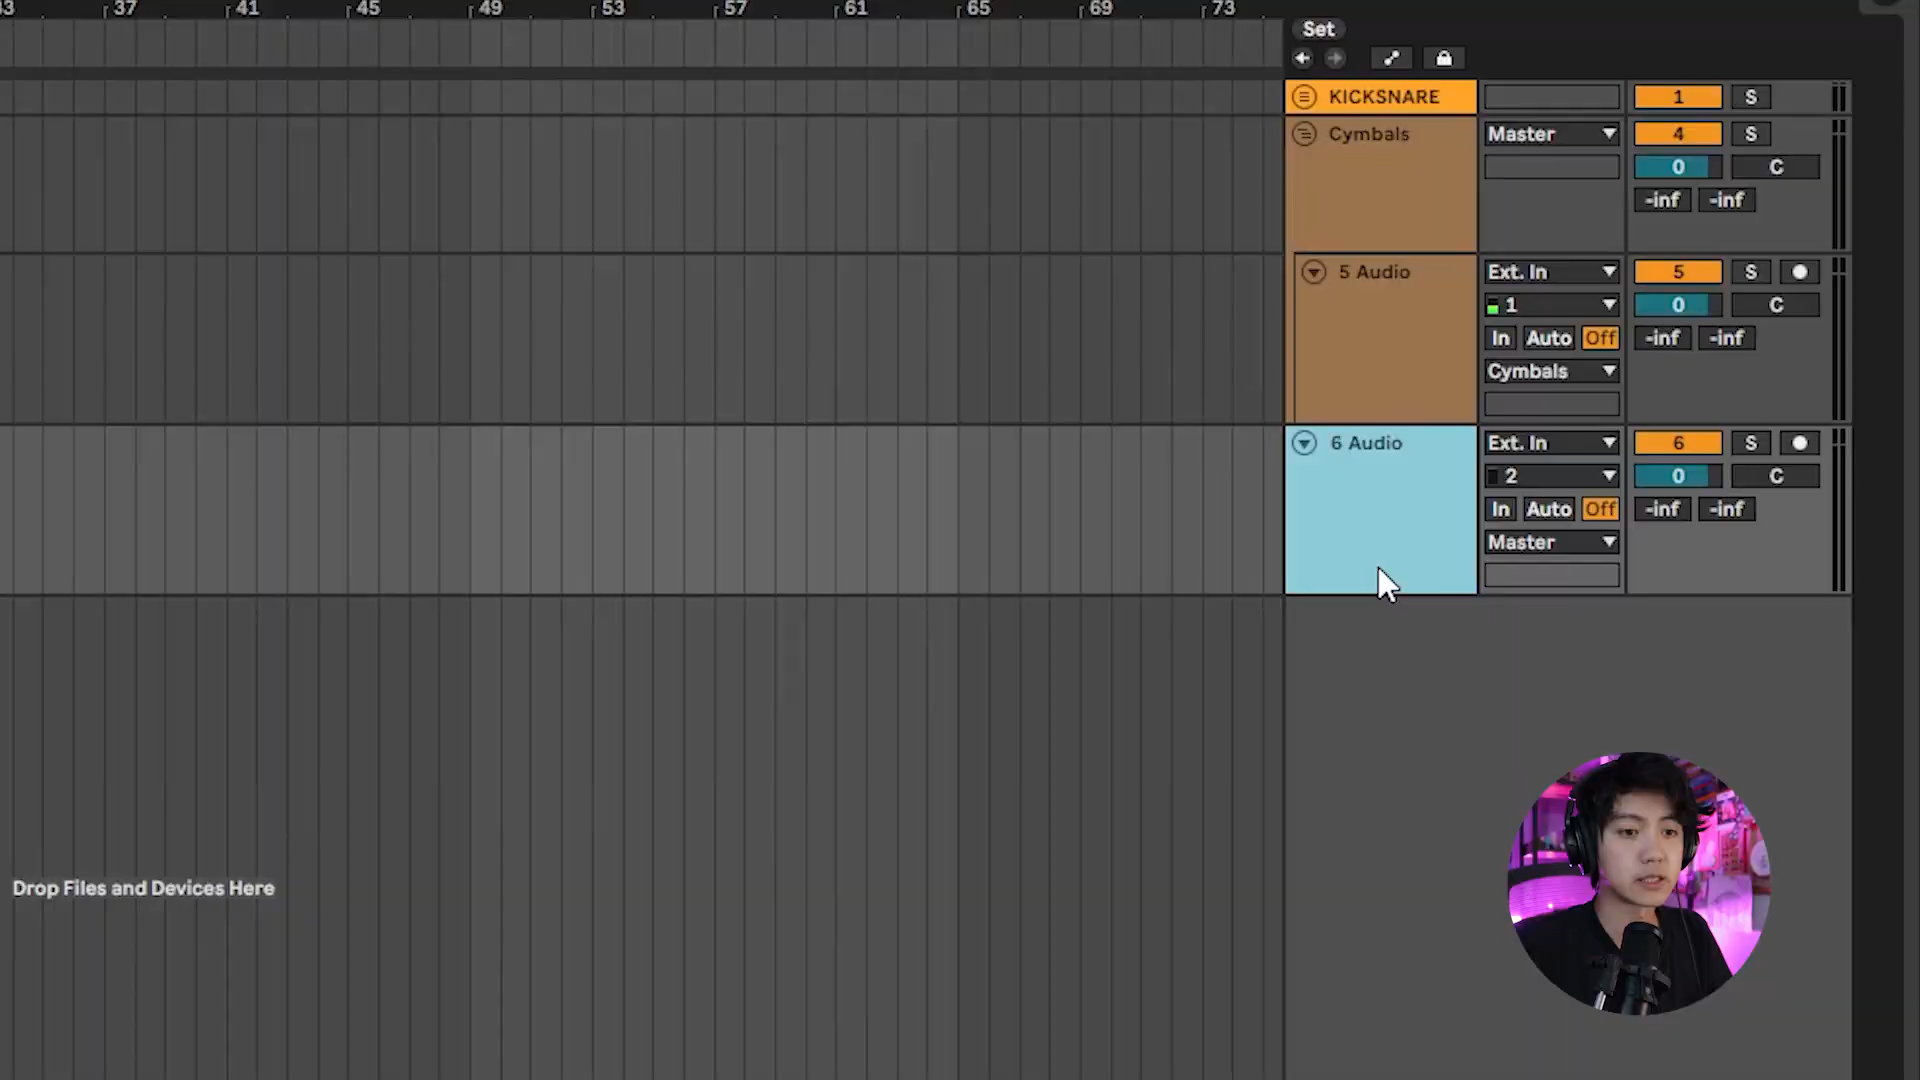 37 41 45 49 53 57 61 65 69 73
Set
KICKSNARE 1 S
Cymbals Master 4 S
0 C
-inf -inf
5 Audio Ext. In 5 S
1 0 C
In Auto Off -inf -inf
Cymbals
6 Audio Ext. In 6 S
2 0 C
In Auto Off -inf -inf
Master
Drop Files and Devices Here